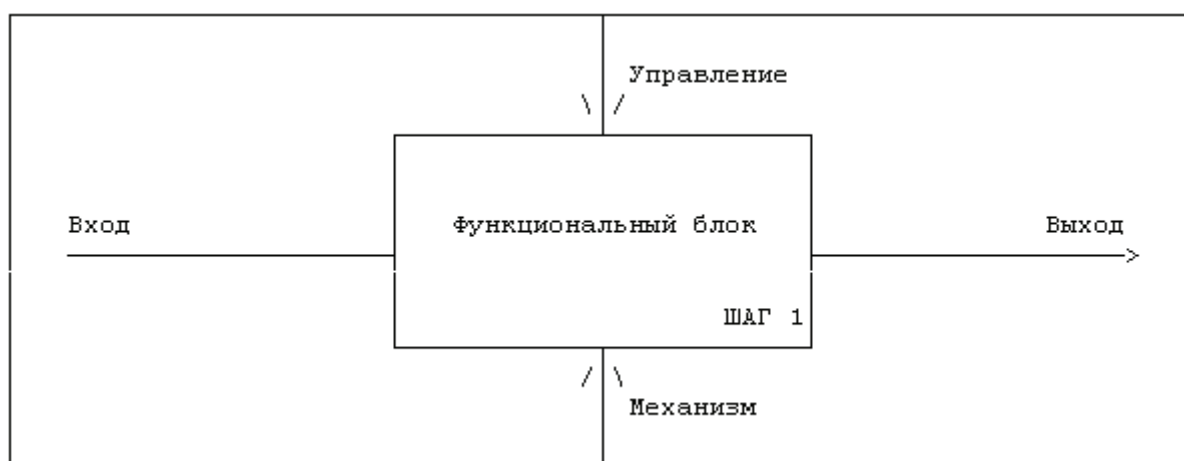 Управление
Вход
Функциональный блок
Выход
ШАГ 1
Механизм